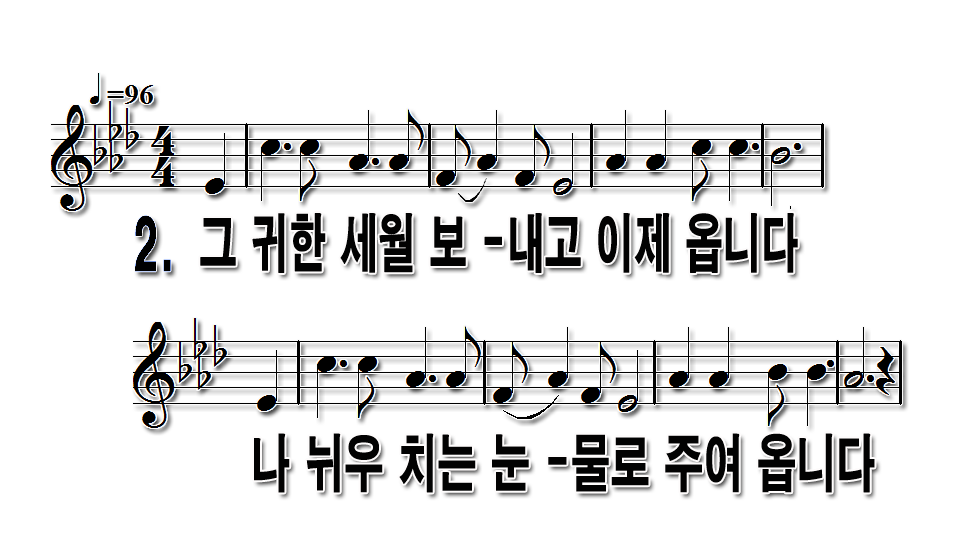 ♩=96
2. 그 귀한 세월 보 -내고 이제 옵니다
나 뉘우 치는 눈 -물로 주여 옵니다